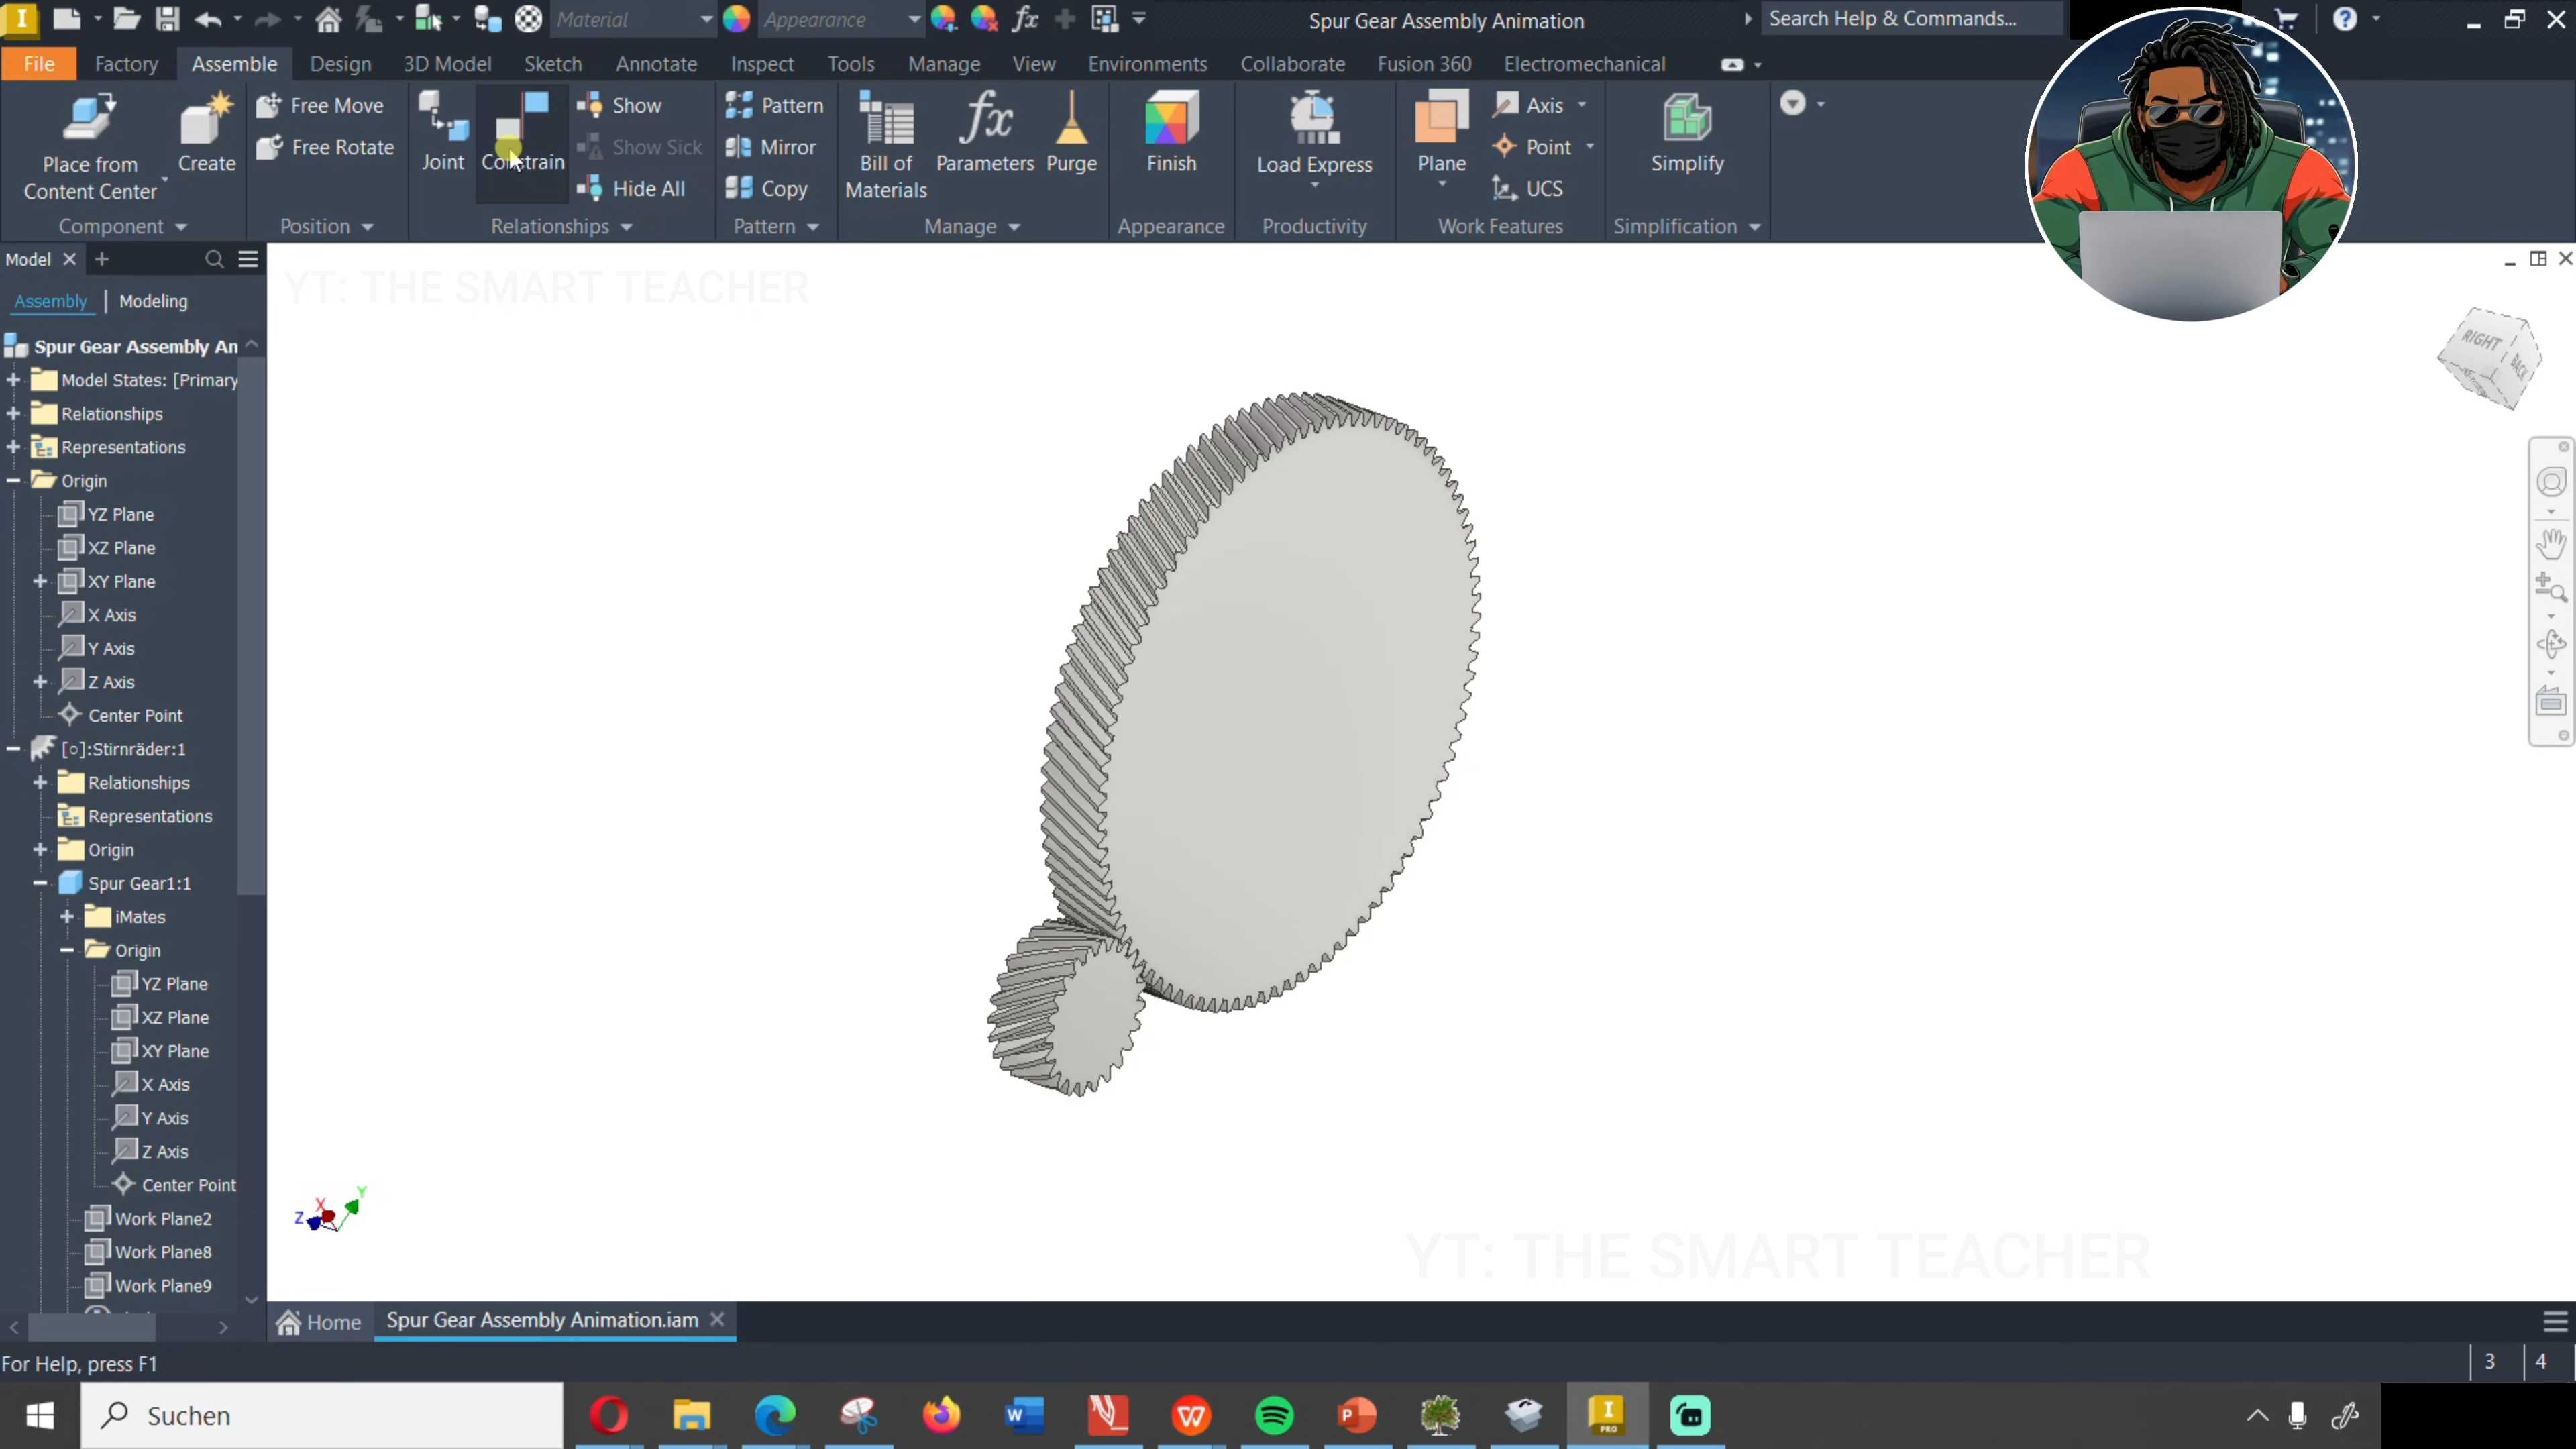 Material
Appearance
fx
Spur Gear Assembly Animation
Search Help & Commands...
File
Factory
Assemble
Design
3D Model
Sketch
Annotate
Inspect
Tools
Manage
View
Environments
Collaborate
Fusion 360
Electromechanical
Place from
Content Center
Create
Component
Free Move
Free Rotate
Position
Joint
Constrain
Show
Show Sick
Hide All
Relationships
Pattern
Mirror
Copy
Pattern
Bill of
Materials
fx
Parameters
Purge
Manage
Finish
Appearance
Load Express
Productivity
Plane
Axis
Point
UCS
Work Features
Simplify
Simplification
Model
Assembly | Modeling
YT: THE SMART TEACHER
Spur Gear Assembly An
Model States: [Primary
Relationships
Representations
Origin
YZ Plane
XZ Plane
XY Plane
X Axis
Y Axis
Z Axis
Center Point
[○]:Stirnräder:1
Relationships
Representations
Origin
Spur Gear1:1
iMates
Origin
YZ Plane
XZ Plane
XY Plane
X Axis
Y Axis
Z Axis
Center Point
Work Plane2
Work Plane8
Work Plane9
RIGHT
BACK
X
Y
Z
YT: THE SMART TEACHER
Home
Spur Gear Assembly Animation.iam
For Help, press F1
3
4
Suchen
W
P
I
PRO